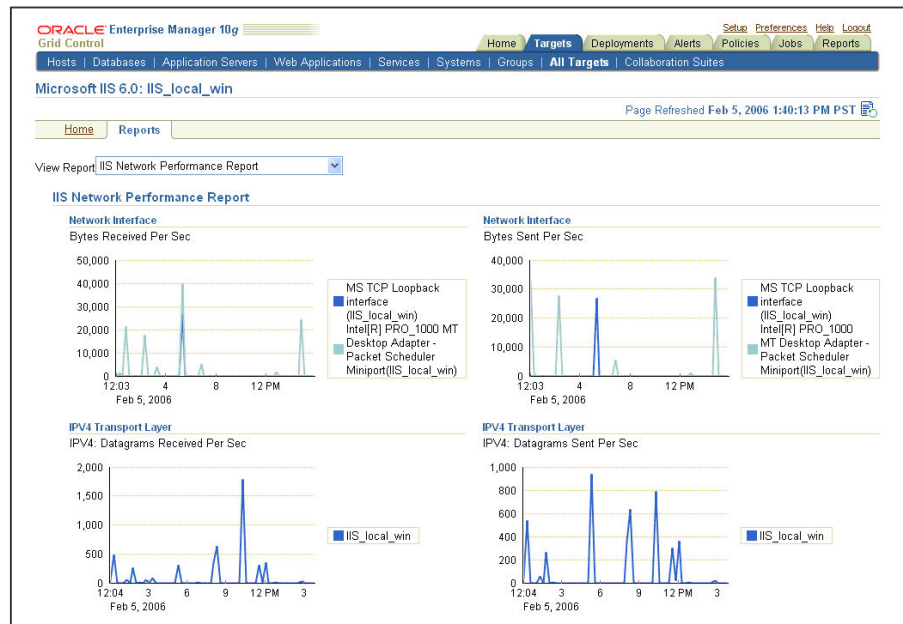 ORACLE Enterprise Manager 10g
Grid Control
Setup Preferences Help Logout
Home Targets Deployments Alerts Policies Jobs Reports
Hosts | Databases | Application Servers | Web Applications | Services | Systems | Groups | All Targets | Collaboration Suites
Microsoft IIS 6.0: IIS_local_win
Page Refreshed Feb 5, 2006 1:40:13 PM PST
Home Reports
View Report IIS Network Performance Report
IIS Network Performance Report
Network Interface
Bytes Received Per Sec
50,000
40,000
30,000
20,000
10,000
0
12:03 4 8 12 PM
Feb 5, 2006
MS TCP Loopback
interface
(IIS_local_win)
Intel[R] PRO_1000 MT
Desktop Adapter -
Packet Scheduler
Miniport(IIS_local_win)
Network Interface
Bytes Sent Per Sec
40,000
30,000
20,000
10,000
0
12:03 4 8 12 PM
Feb 5, 2006
MS TCP Loopback
interface
(IIS_local_win)
Intel[R] PRO_1000
MT Desktop Adapter -
Packet Scheduler
Miniport(IIS_local_win)
IPV4 Transport Layer
IPV4: Datagrams Received Per Sec
2,000
1,500
1,000
500
0
12:04 3 6 9 12 PM 3
Feb 5, 2006
IIS_local_win
IPV4 Transport Layer
IPV4: Datagrams Sent Per Sec
1,000
800
600
400
200
0
12:04 3 6 9 12 PM 3
Feb 5, 2006
IIS_local_win